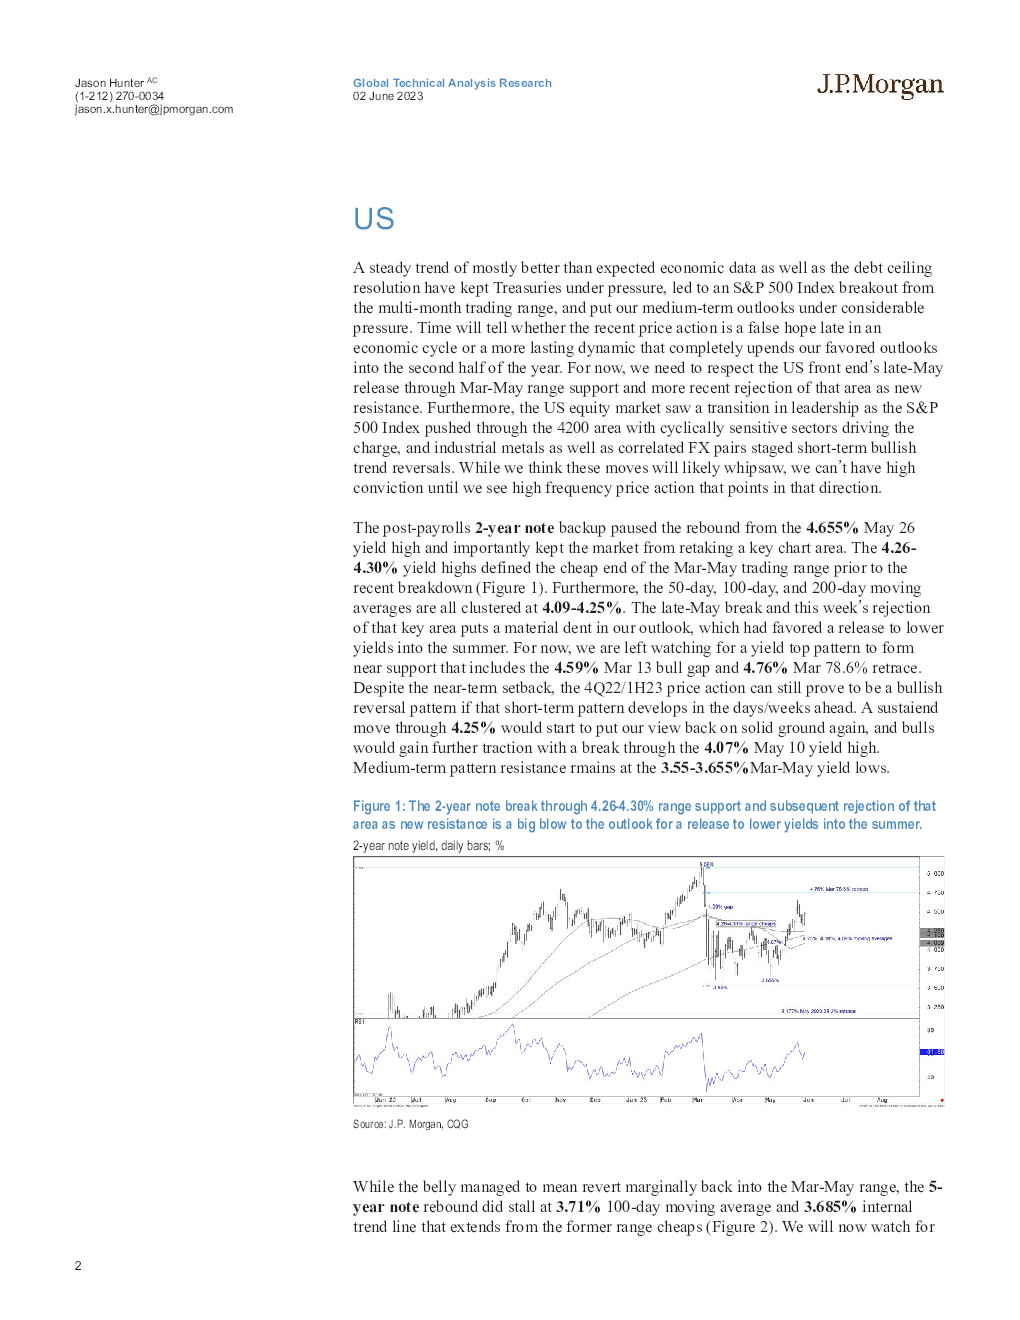 Jason Hunter AC
(1-212) 270-0034
jason.x.hunter@jpmorgan.com
Global Technical Analysis Research
02 June 2023
J.P.Morgan
US
A steady trend of mostly better than expected economic data as well as the debt ceiling
resolution have kept Treasuries under pressure, led to an S&P 500 Index breakout from
the multi-month trading range, and put our medium-term outlooks under considerable
pressure. Time will tell whether the recent price action is a false hope late in an
economic cycle or a more lasting dynamic that completely upends our favored outlooks
into the second half of the year. For now, we need to respect the US front end's late-May
release through Mar-May range support and more recent rejection of that area as new
resistance. Furthermore, the US equity market saw a transition in leadership as the S&P
500 Index pushed through the 4200 area with cyclically sensitive sectors driving the
charge, and industrial metals as well as correlated FX pairs staged short-term bullish
trend reversals. While we think these moves will likely whipsaw, we can't have high
conviction until we see high frequency price action that points in that direction.
The post-payrolls 2-year note backup paused the rebound from the 4.655% May 26
yield high and importantly kept the market from retaking a key chart area. The 4.26-
4.30% yield highs defined the cheap end of the Mar-May trading range prior to the
recent breakdown (Figure 1). Furthermore, the 50-day, 100-day, and 200-day moving
averages are all clustered at 4.09-4.25%. The late-May break and this week's rejection
of that key area puts a material dent in our outlook, which had favored a release to lower
yields into the summer. For now, we are left watching for a yield top pattern to form
near support that includes the 4.59% Mar 13 bull gap and 4.76% Mar 78.6% retrace.
Despite the near-term setback, the 4Q22/1H23 price action can still prove to be a bullish
reversal pattern if that short-term pattern develops in the days/weeks ahead. A sustaiend
move through 4.25% would start to put our view back on solid ground again, and bulls
would gain further traction with a break through the 4.07% May 10 yield high.
Medium-term pattern resistance rmains at the 3.55-3.655%Mar-May yield lows.
Figure 1: The 2-year note break through 4.26-4.30% range support and subsequent rejection of that
area as new resistance is a big blow to the outlook for a release to lower yields into the summer.
2-year note yield, daily bars; %
4.76% Mar 78.6% retrace
4.59% gap
4.26-4.30% range cheaps
4.07%
moving averages
3.655%
3.55%
3.177% May 2020 38.2% retrace
5.000
4.750
4.500
4.000
3.750
3.500
3.250
RSI
80
40
Jun 22 Jul Aug Sep Oct Nov Dec Jan 23 Feb Mar Apr May Jun Jul Aug
Source: J.P. Morgan, CQG
While the belly managed to mean revert marginally back into the Mar-May range, the 5-
year note rebound did stall at 3.71% 100-day moving average and 3.685% internal
trend line that extends from the former range cheaps (Figure 2). We will now watch for
2